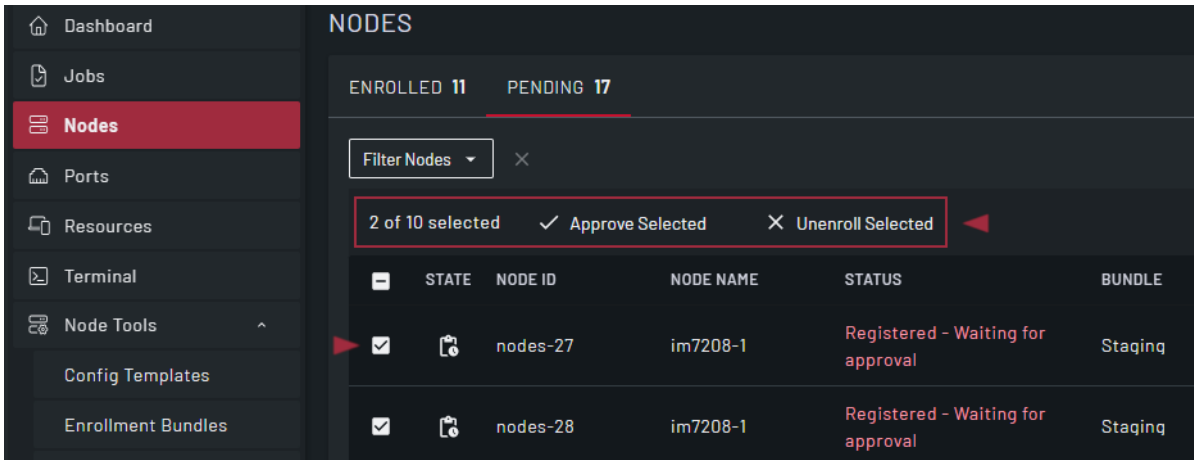 Dashboard
Jobs
Nodes
Ports
Resources
Terminal
Node Tools
Config Templates
Enrollment Bundles
NODES
ENROLLED 11 PENDING 17
Filter Nodes
2 of 10 selected Approve Selected Unenroll Selected
STATE NODE ID NODE NAME STATUS BUNDLE
nodes-27 im7208-1 Registered - Waiting for
approval Staging
nodes-28 im7208-1 Registered - Waiting for
approval Staging